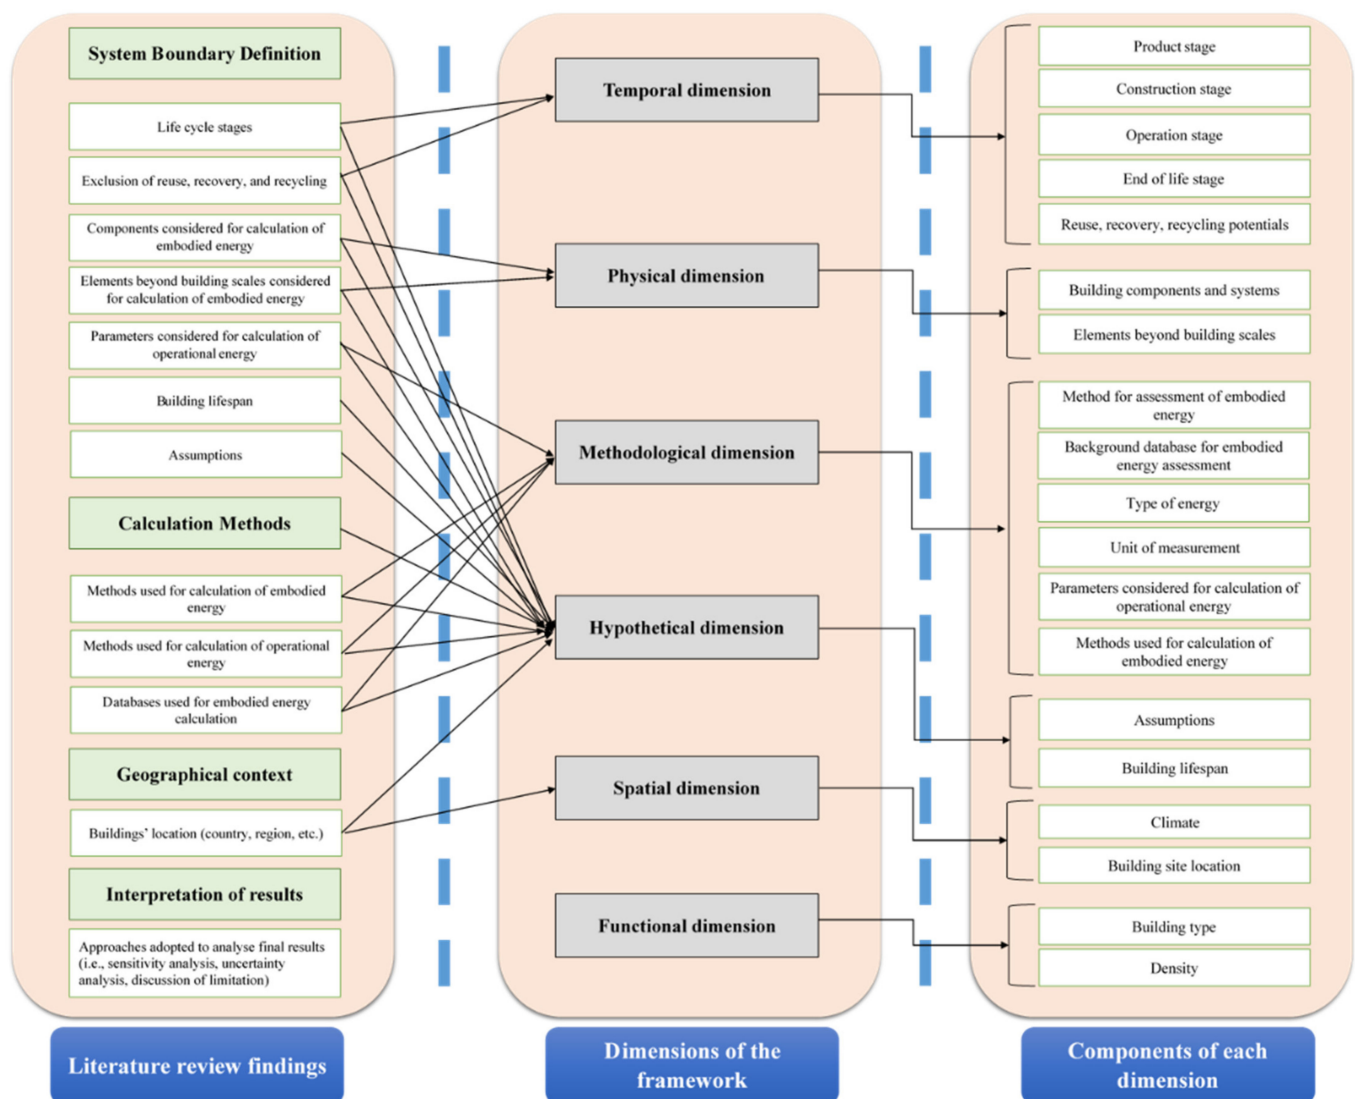 System Boundary Definition
Life cycle stages
Exclusion of reuse, recovery, and recycling
Components considered for calculation of
embodied energy
Elements beyond building scales considered
for calculation of embodied energy
Parameters considered for calculation of
operational energy
Building lifespan
Assumptions
Calculation Methods
Methods used for calculation of embodied
energy
Methods used for calculation of operational
energy
Databases used for embodied energy
calculation
Geographical context
Buildings' location (country, region, etc.)
Interpretation of results
Approaches adopted to analyse final results
(i.e., sensitivity analysis, uncertainty
analysis, discussion of limitation)
Literature review findings
Temporal dimension
Physical dimension
Methodological dimension
Hypothetical dimension
Spatial dimension
Functional dimension
Dimensions of the
framework
Product stage
Construction stage
Operation stage
End of life stage
Reuse, recovery, recycling potentials
Building components and systems
Elements beyond building scales
Method for assessment of embodied
energy
Background database for embodied
energy assessment
Type of energy
Unit of measurement
Parameters considered for calculation of
operational energy
Methods used for calculation of
embodied energy
Assumptions
Building lifespan
Climate
Building site location
Building type
Density
Components of each
dimension